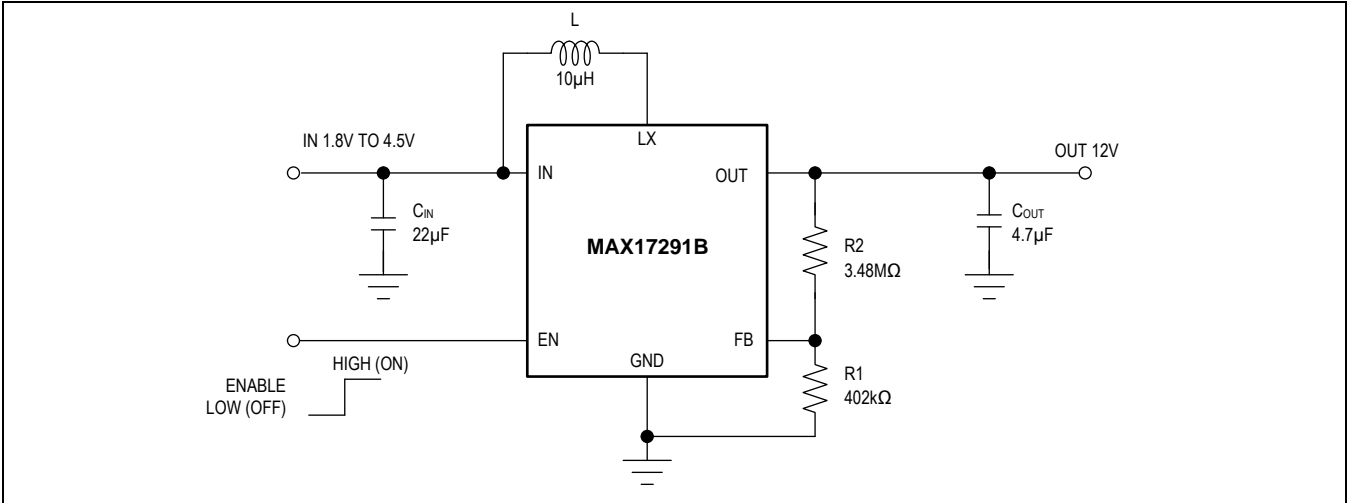 L
10µH
LX
IN 1.8V TO 4.5V
OUT 12V
IN
OUT
CIN
22µF
COUT
4.7µF
MAX17291B
R2
3.48MΩ
EN
FB
GND
HIGH (ON)
ENABLE
LOW (OFF)
R1
402kΩ